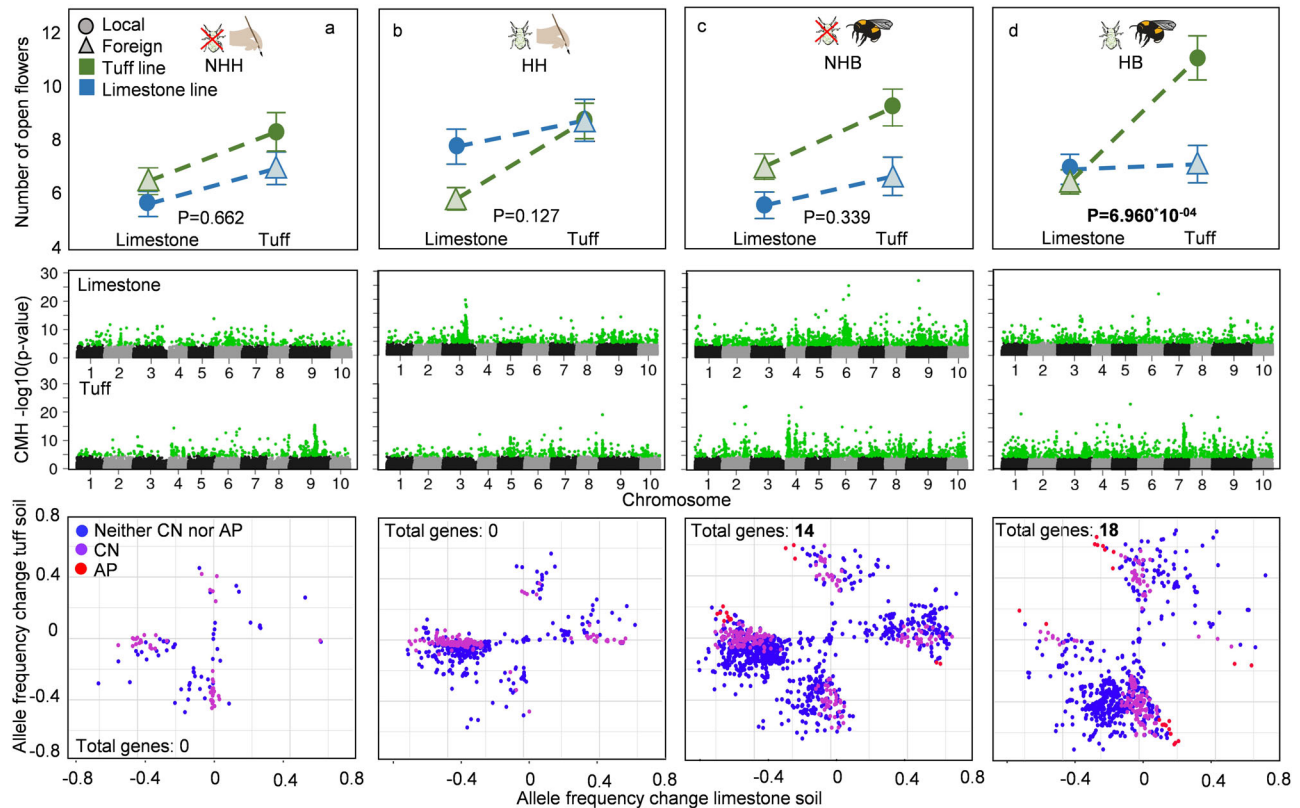 Number of open flowers
12
10
8
6
4
Local
Foreign
Tuff line
Limestone line
a
NHH
P=0.662
Limestone Tuff
b
HH
P=0.127
Limestone Tuff
c
NHB
P=0.339
Limestone Tuff
d
HB
P=6.960*10-04
Limestone Tuff
CMH -log10(p-value)
30
20
10
0
Limestone
1 2 3 4 5 6 7 8 9 10
1 2 3 4 5 6 7 8 9 10
1 2 3 4 5 6 7 8 9 10
1 2 3 4 5 6 7 8 9 10
30
20
10
0
Tuff
1 2 3 4 5 6 7 8 9 10
1 2 3 4 5 6 7 8 9 10
1 2 3 4 5 6 7 8 9 10
1 2 3 4 5 6 7 8 9 10
Chromosome
Allele frequency change tuff soil
0.8
0.4
0
-0.4
-0.8
Neither CN nor AP
CN
AP
Total genes: 0
Total genes: 0
Total genes: 14
Total genes: 18
-0.8 -0.4 0 0.4 0.8
-0.4 0 0.4 0.8
-0.4 0 0.4 0.8
-0.4 0 0.4 0.8
Allele frequency change limestone soil